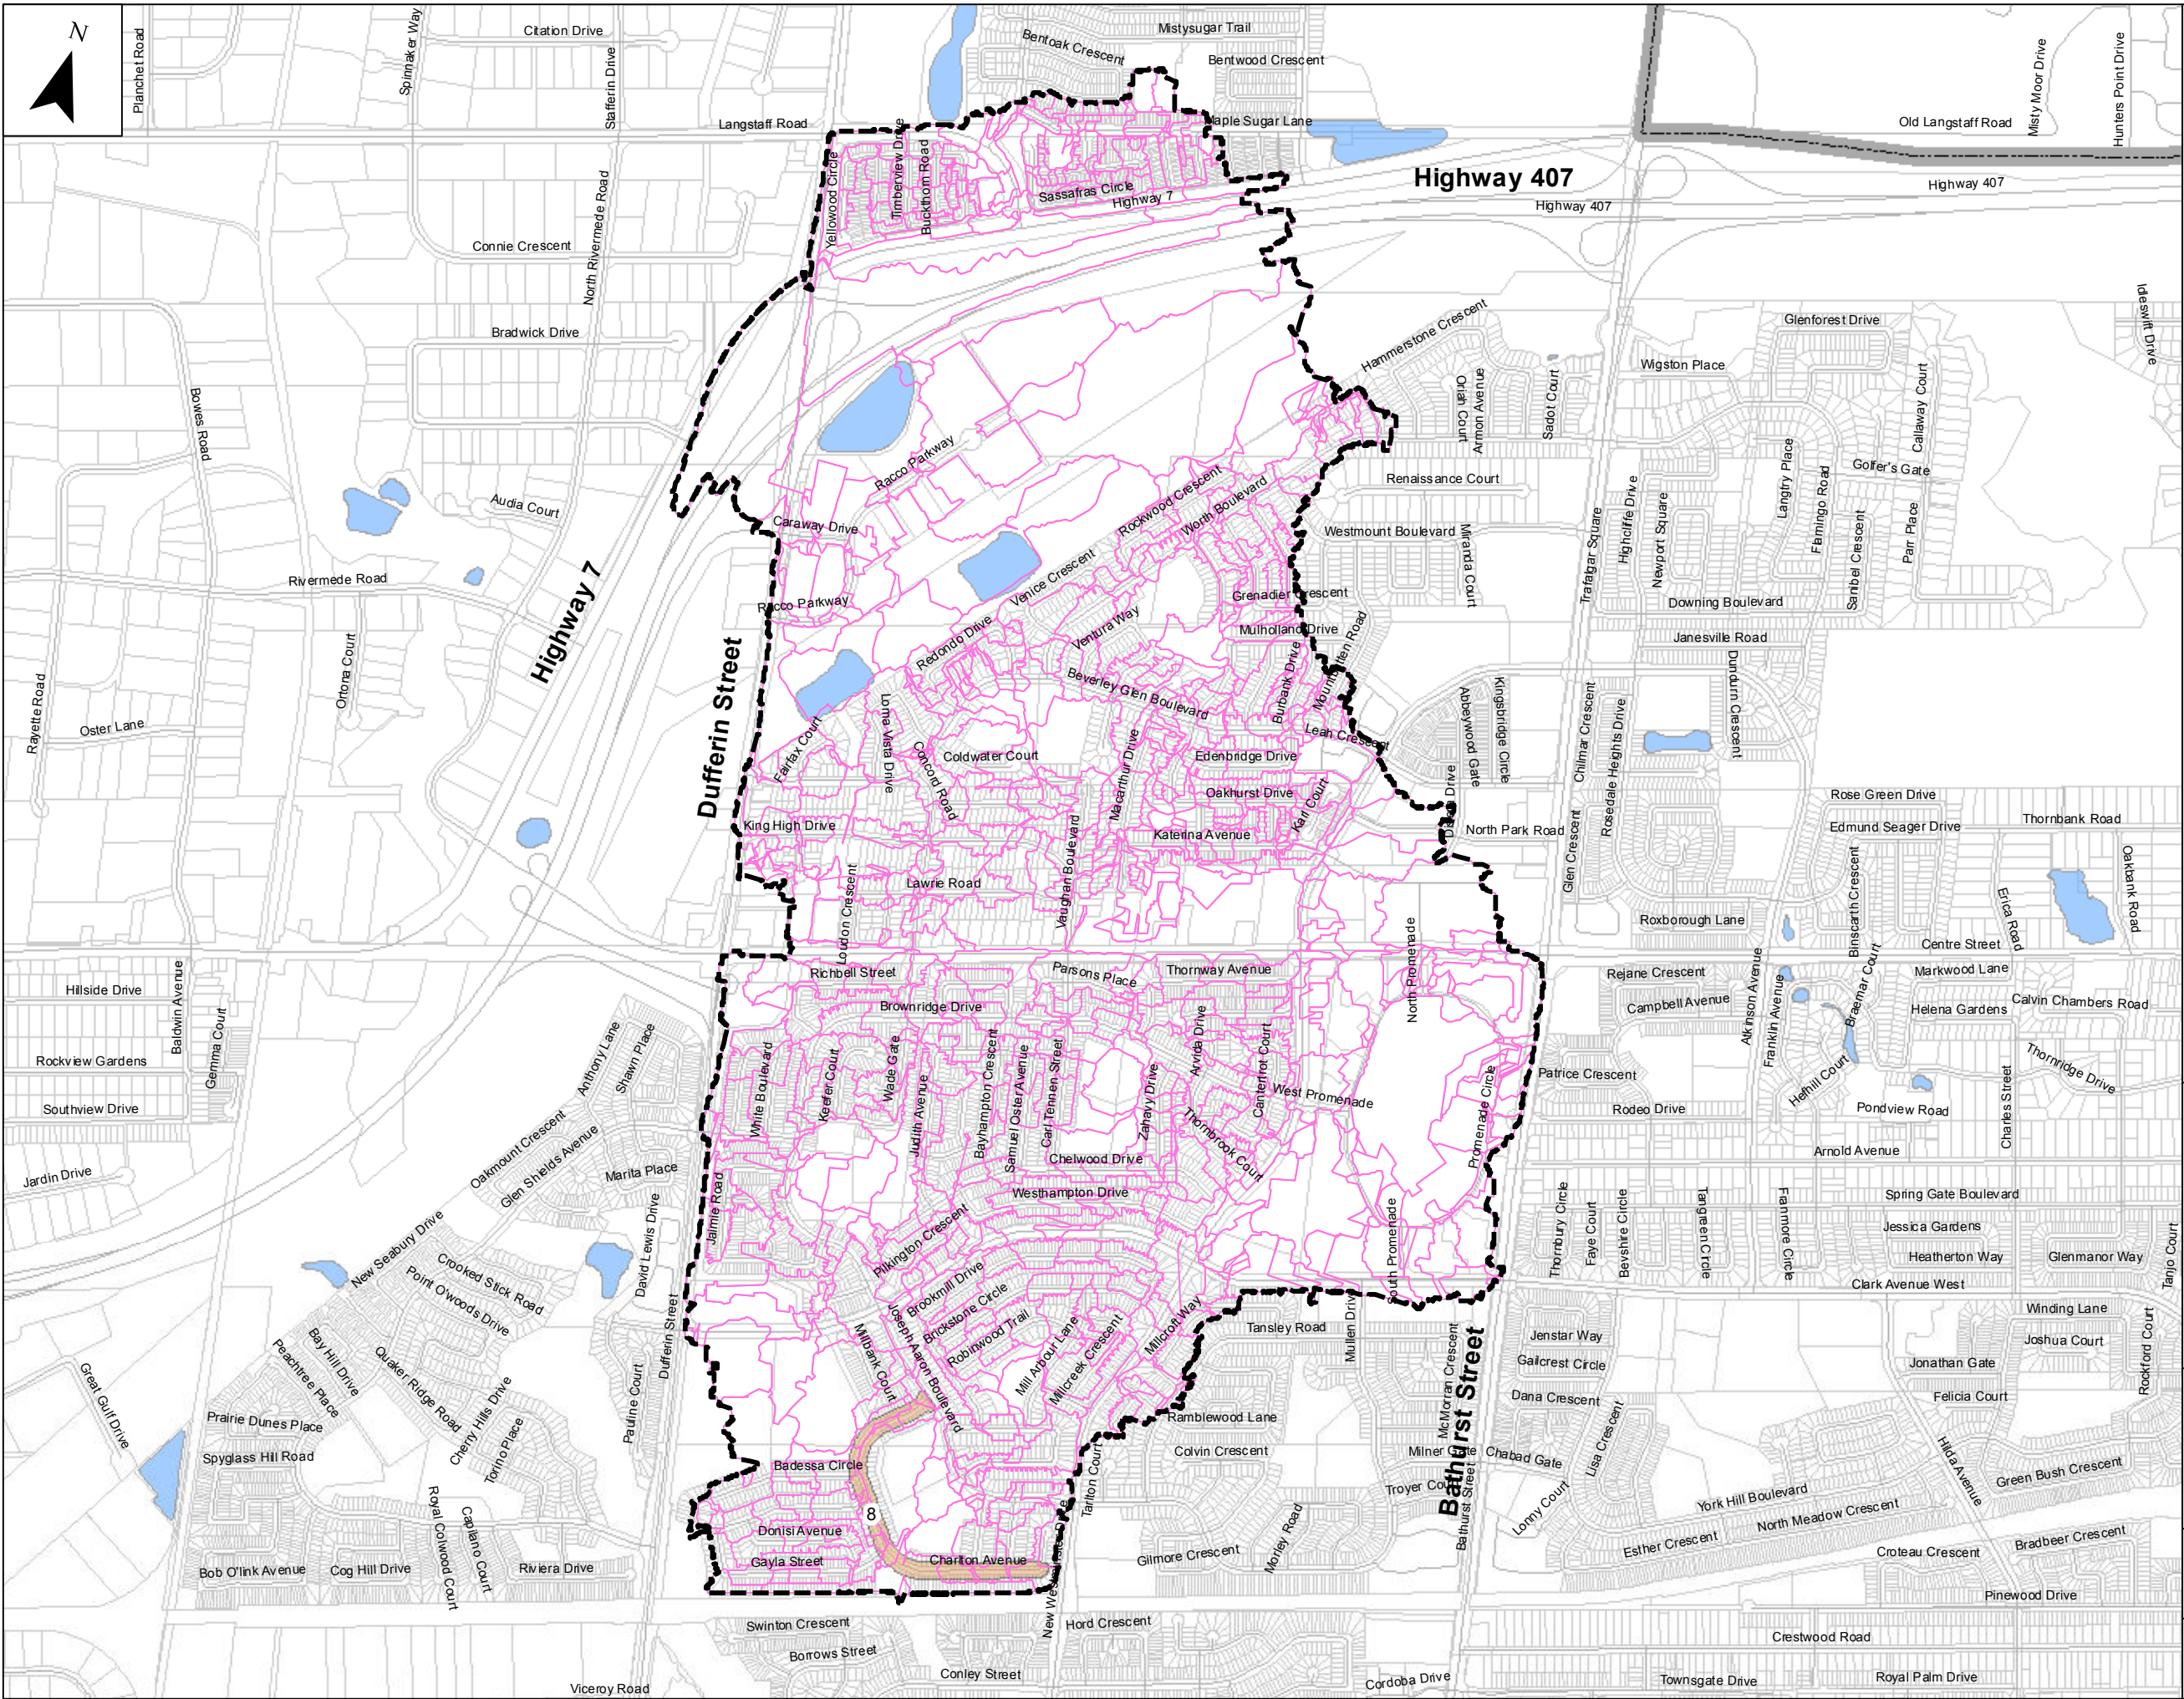 N
Planchet Road
Spinnaker Way
Citation Drive
Stafferin Drive
Langstaff Road
Bentoak Crescent
Mistysugar Trail
Bentwood Crescent
Maple Sugar Lane
Old Langstaff Road
Misty Moor Drive
Hunters Point Drive
Highway 407
Highway 407
Highway 407
Yellowood Circle
Timberview Drive
Buckthorn Road
Sassafras Circle
Highway 7
North Rivermede Road
Connie Crescent
Bradwick Drive
Bowes Road
Audia Court
Rivermede Road
Highway 7
Ortona Court
Rayette Road
Oster Lane
Dufferin Street
Racco Parkway
Caraway Drive
Racco Parkway
Rockwood Crescent
Worth Boulevard
Venice Crescent
Redondo Drive
Ventura Way
Grenadier Crescent
Mulholland Drive
Burbank Drive
Beverley Glen Boulevard
Leah Crescent
Hammerstone Crescent
Oriah Court
Armon Avenue
Sadot Court
Renaissance Court
Westmount Boulevard
Miranda Court
Glenforest Drive
Wigston Place
Idleswift Drive
Callaway Court
Golfer's Gate
Langtry Place
Flamingo Road
Sanibel Crescent
Parr Place
Highcliffe Drive
Newport Square
Trafalgar Square
Downing Boulevard
Janesville Road
Dundurn Crescent
Chilmar Crescent
Rosedale Heights Drive
Kingsbridge Circle
Abbeywood Gate
Fairfax Court
Loma Vista Drive
Concord Road
Coldwater Court
Macarthur Drive
Edenbridge Drive
Oakhurst Drive
Karl Court
King High Drive
Katerina Avenue
Vaughan Boulevard
Lawrie Road
Loudon Crescent
North Park Road
Glen Crescent
Rose Green Drive
Edmund Seager Drive
Thornbank Road
Oakbank Road
Binscarth Crescent
Erica Road
Roxborough Lane
Centre Street
Hillside Drive
Baldwin Avenue
Gemma Court
Rockview Gardens
Southview Drive
Jardin Drive
Richbell Street
Parsons Place
Thornway Avenue
North Promenade
Brownridge Drive
Rejane Crescent
Campbell Avenue
Atkinson Avenue
Franklin Avenue
Braemar Court
Markwood Lane
Helena Gardens
Calvin Chambers Road
Anthony Lane
Shawn Place
White Boulevard
Keefer Court
Wade Gate
Judith Avenue
Bayhampton Crescent
Samuel Oster Avenue
Carl Tennen Street
Zahavy Drive
Arvida Drive
Canterfrot Court
West Promenade
Promenade Circle
Thornbrook Court
Chelwood Drive
Westhampton Drive
Patrice Crescent
Rodeo Drive
Hefhill Court
Pondview Road
Charles Street
Thornridge Drive
Arnold Avenue
Spring Gate Boulevard
Oakmount Crescent
Glen Shields Avenue
Marita Place
Jaimie Road
Pilkington Crescent
South Promenade
Thornbury Circle
Faye Court
Bevshire Circle
Tangreen Circle
Flanmore Circle
Jessica Gardens
Heatherton Way
Glenmanor Way
Tanjo Court
Clark Avenue West
New Seabury Drive
Crooked Stick Road
Point O'woods Drive
David Lewis Drive
Dufferin Street
Brookmill Drive
Brickstone Circle
Robinwood Trail
Joseph Aaron Boulevard
Millbank Court
Mill Arbour Lane
Millcreek Crescent
Millcroft Way
Tansley Road
Mullen Drive
McMorran Crescent
Bathurst Street
Jenstar Way
Gailcrest Circle
Dana Crescent
Winding Lane
Joshua Court
Jonathan Gate
Felicia Court
Rockford Court
Great Gulf Drive
Peachtree Place
Bay Hill Drive
Quaker Ridge Road
Cherry Hills Drive
Torino Place
Pauline Court
Prairie Dunes Place
Spyglass Hill Road
Ramblewood Lane
Colvin Crescent
Milner Gate
Chabad Gate
Lisa Crescent
Troyer Court
Bathurst Street
Lonny Court
Hilda Avenue
Green Bush Crescent
York Hill Boulevard
North Meadow Crescent
Esther Crescent
Bradbeer Crescent
Croteau Crescent
Pinewood Drive
Badessa Circle
8
Donisi Avenue
Gayla Street
Charlton Avenue
Tarlton Court
Gilmore Crescent
Morley Road
Royal Colwood Court
Capilano Court
Bob O'link Avenue
Cog Hill Drive
Riviera Drive
Swinton Crescent
Borrows Street
Hord Crescent
Conley Street
Viceroy Road
Cordoba Drive
Crestwood Road
Townsgate Drive
Royal Palm Drive